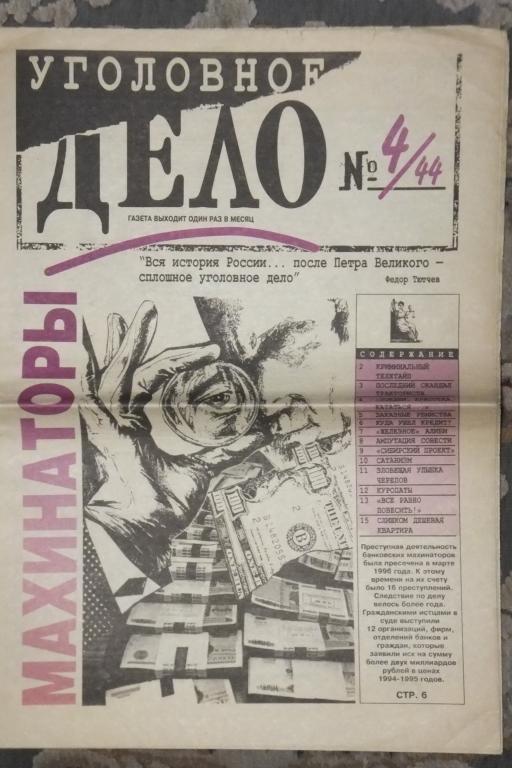 УГОЛОВНОЕ
ДЕЛО
№ 4/44
ГАЗЕТА ВЫХОДИТ ОДИН РАЗ В МЕСЯЦ
"Вся история России... после Петра Великого —
сплошное уголовное дело"
Федор Тютчев
МАХИНАТОРЫ
СОДЕРЖАНИЕ
2 КРИМИНАЛЬНЫЙ
ТЕЛЕТАЙП
3 ПОСЛЕДНИЙ СКАНДАЛ
ТРАКТОРИСТА
4
КАТАТЬСЯ
5 ЗАКАЗНЫЕ УБИЙСТВА
6 КУДА УШЕЛ КРЕДИТ?
7 «ЖЕЛЕЗНОЕ» АЛИБИ
8 АМПУТАЦИЯ СОВЕСТИ
9 «СИБИРСКИЙ ПРОЕКТ»
10 САТАНИЗМ
11 ЗЛОВЕЩАЯ УЛЫБКА
ЧЕРЕПОВ
12 КУРОПАТЫ
13 «ВСЕ РАВНО
ПОВЕСИТЬ!»
15 СЛИШКОМ ДЕШЕВАЯ
КВАРТИРА
Преступная деятельность
банковских махинаторов
была пресечена в марте
1996 года. К этому
времени на их счету
было 16 преступлений.
Следствие по делу
велось более года.
Гражданскими истцами в
суде выступили
12 организаций, фирм,
отделений банков и
граждан, которые
заявили иск на сумму
более двух миллиардов
рублей в ценах
1994-1995 годов.
СТР. 6